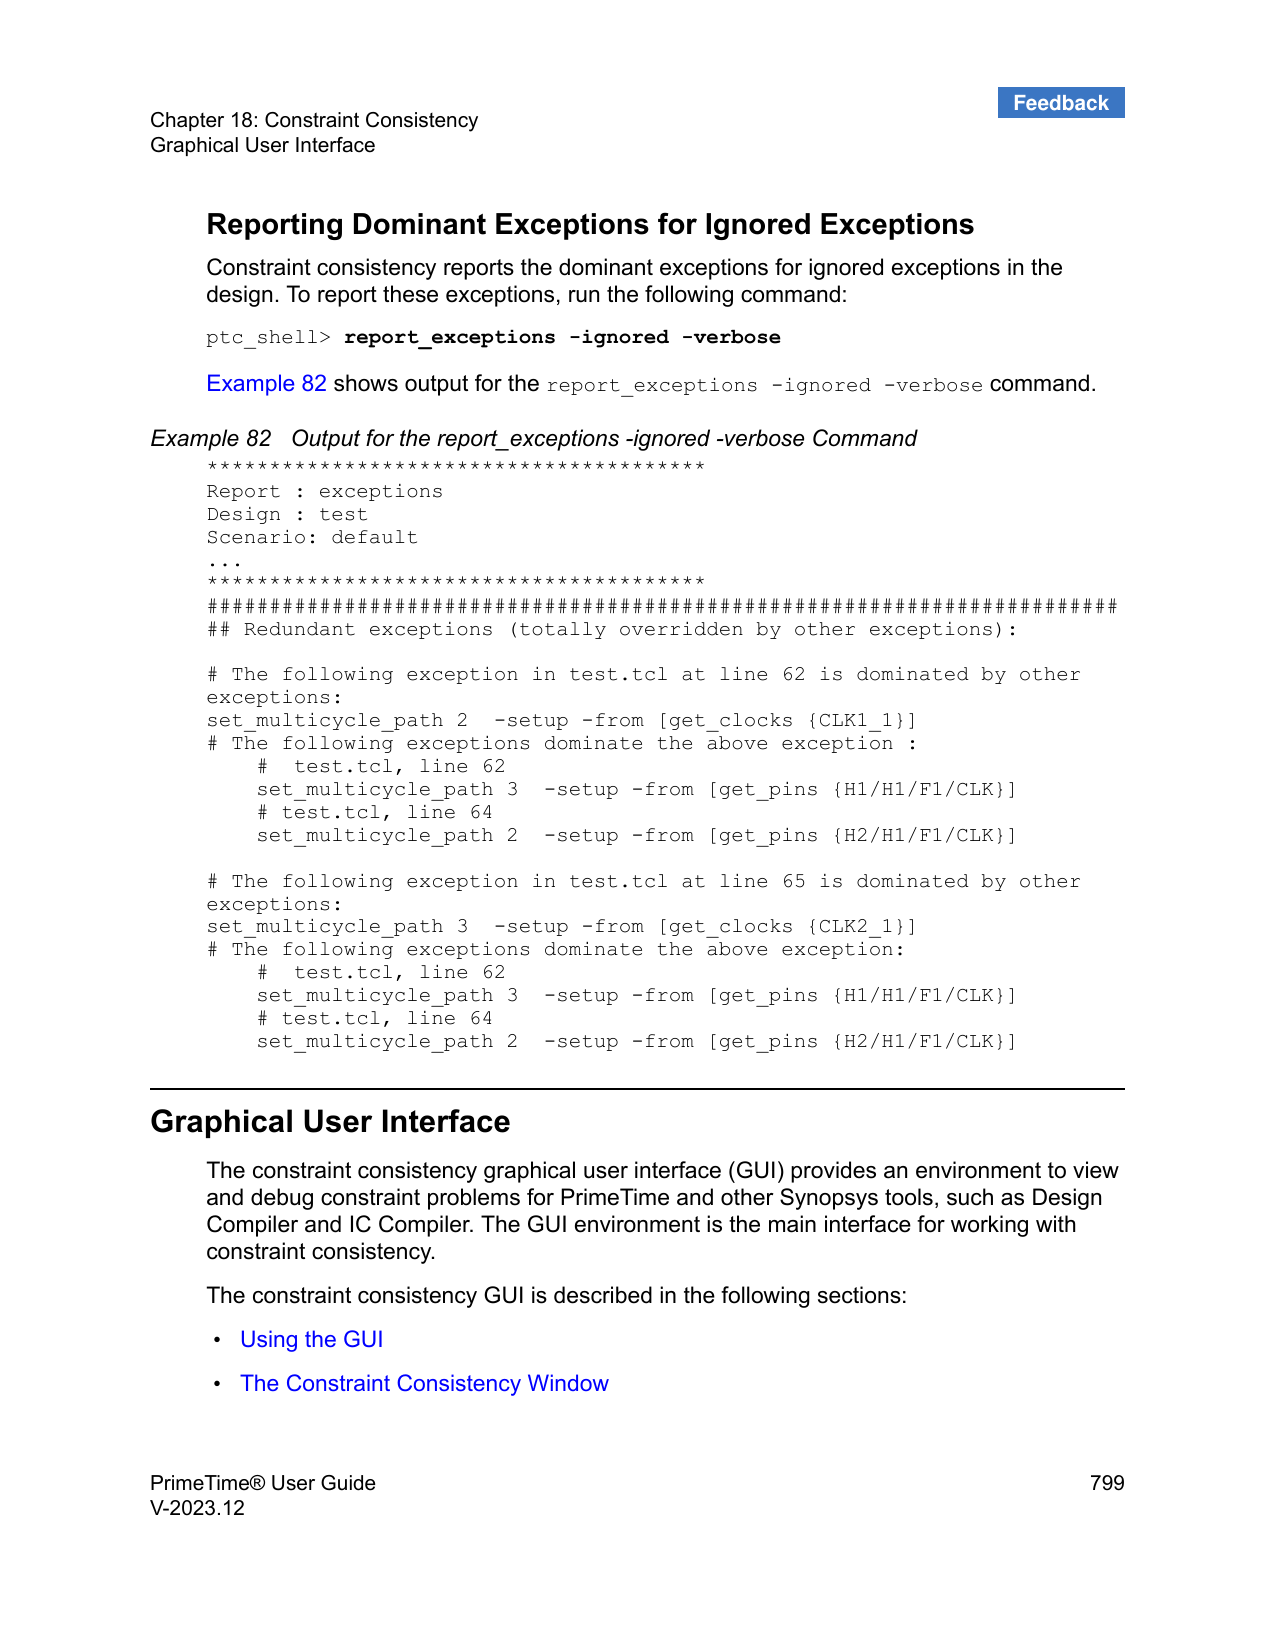 Feedback
Chapter 18: Constraint Consistency
Graphical User Interface
Reporting Dominant Exceptions for Ignored Exceptions
Constraint consistency reports the dominant exceptions for ignored exceptions in the
design. To report these exceptions, run the following command:
ptc_shell> report_exceptions -ignored -verbose
Example 82 shows output for the report_exceptions -ignored -verbose command.
Example 82 Output for the report_exceptions -ignored -verbose Command
****************************************
Report : exceptions
Design : test
Scenario: default
...
****************************************
#########################################################################
## Redundant exceptions (totally overridden by other exceptions):
# The following exception in test.tcl at line 62 is dominated by other
exceptions:
set_multicycle_path 2  -setup -from [get_clocks {CLK1_1}]
# The following exceptions dominate the above exception :
    #  test.tcl, line 62
    set_multicycle_path 3  -setup -from [get_pins {H1/H1/F1/CLK}]
    # test.tcl, line 64
    set_multicycle_path 2  -setup -from [get_pins {H2/H1/F1/CLK}]
# The following exception in test.tcl at line 65 is dominated by other
exceptions:
set_multicycle_path 3  -setup -from [get_clocks {CLK2_1}]
# The following exceptions dominate the above exception:
    #  test.tcl, line 62
    set_multicycle_path 3  -setup -from [get_pins {H1/H1/F1/CLK}]
    # test.tcl, line 64
    set_multicycle_path 2  -setup -from [get_pins {H2/H1/F1/CLK}]
Graphical User Interface
The constraint consistency graphical user interface (GUI) provides an environment to view
and debug constraint problems for PrimeTime and other Synopsys tools, such as Design
Compiler and IC Compiler. The GUI environment is the main interface for working with
constraint consistency.
The constraint consistency GUI is described in the following sections:
• Using the GUI
• The Constraint Consistency Window
PrimeTime® User Guide 799
V-2023.12